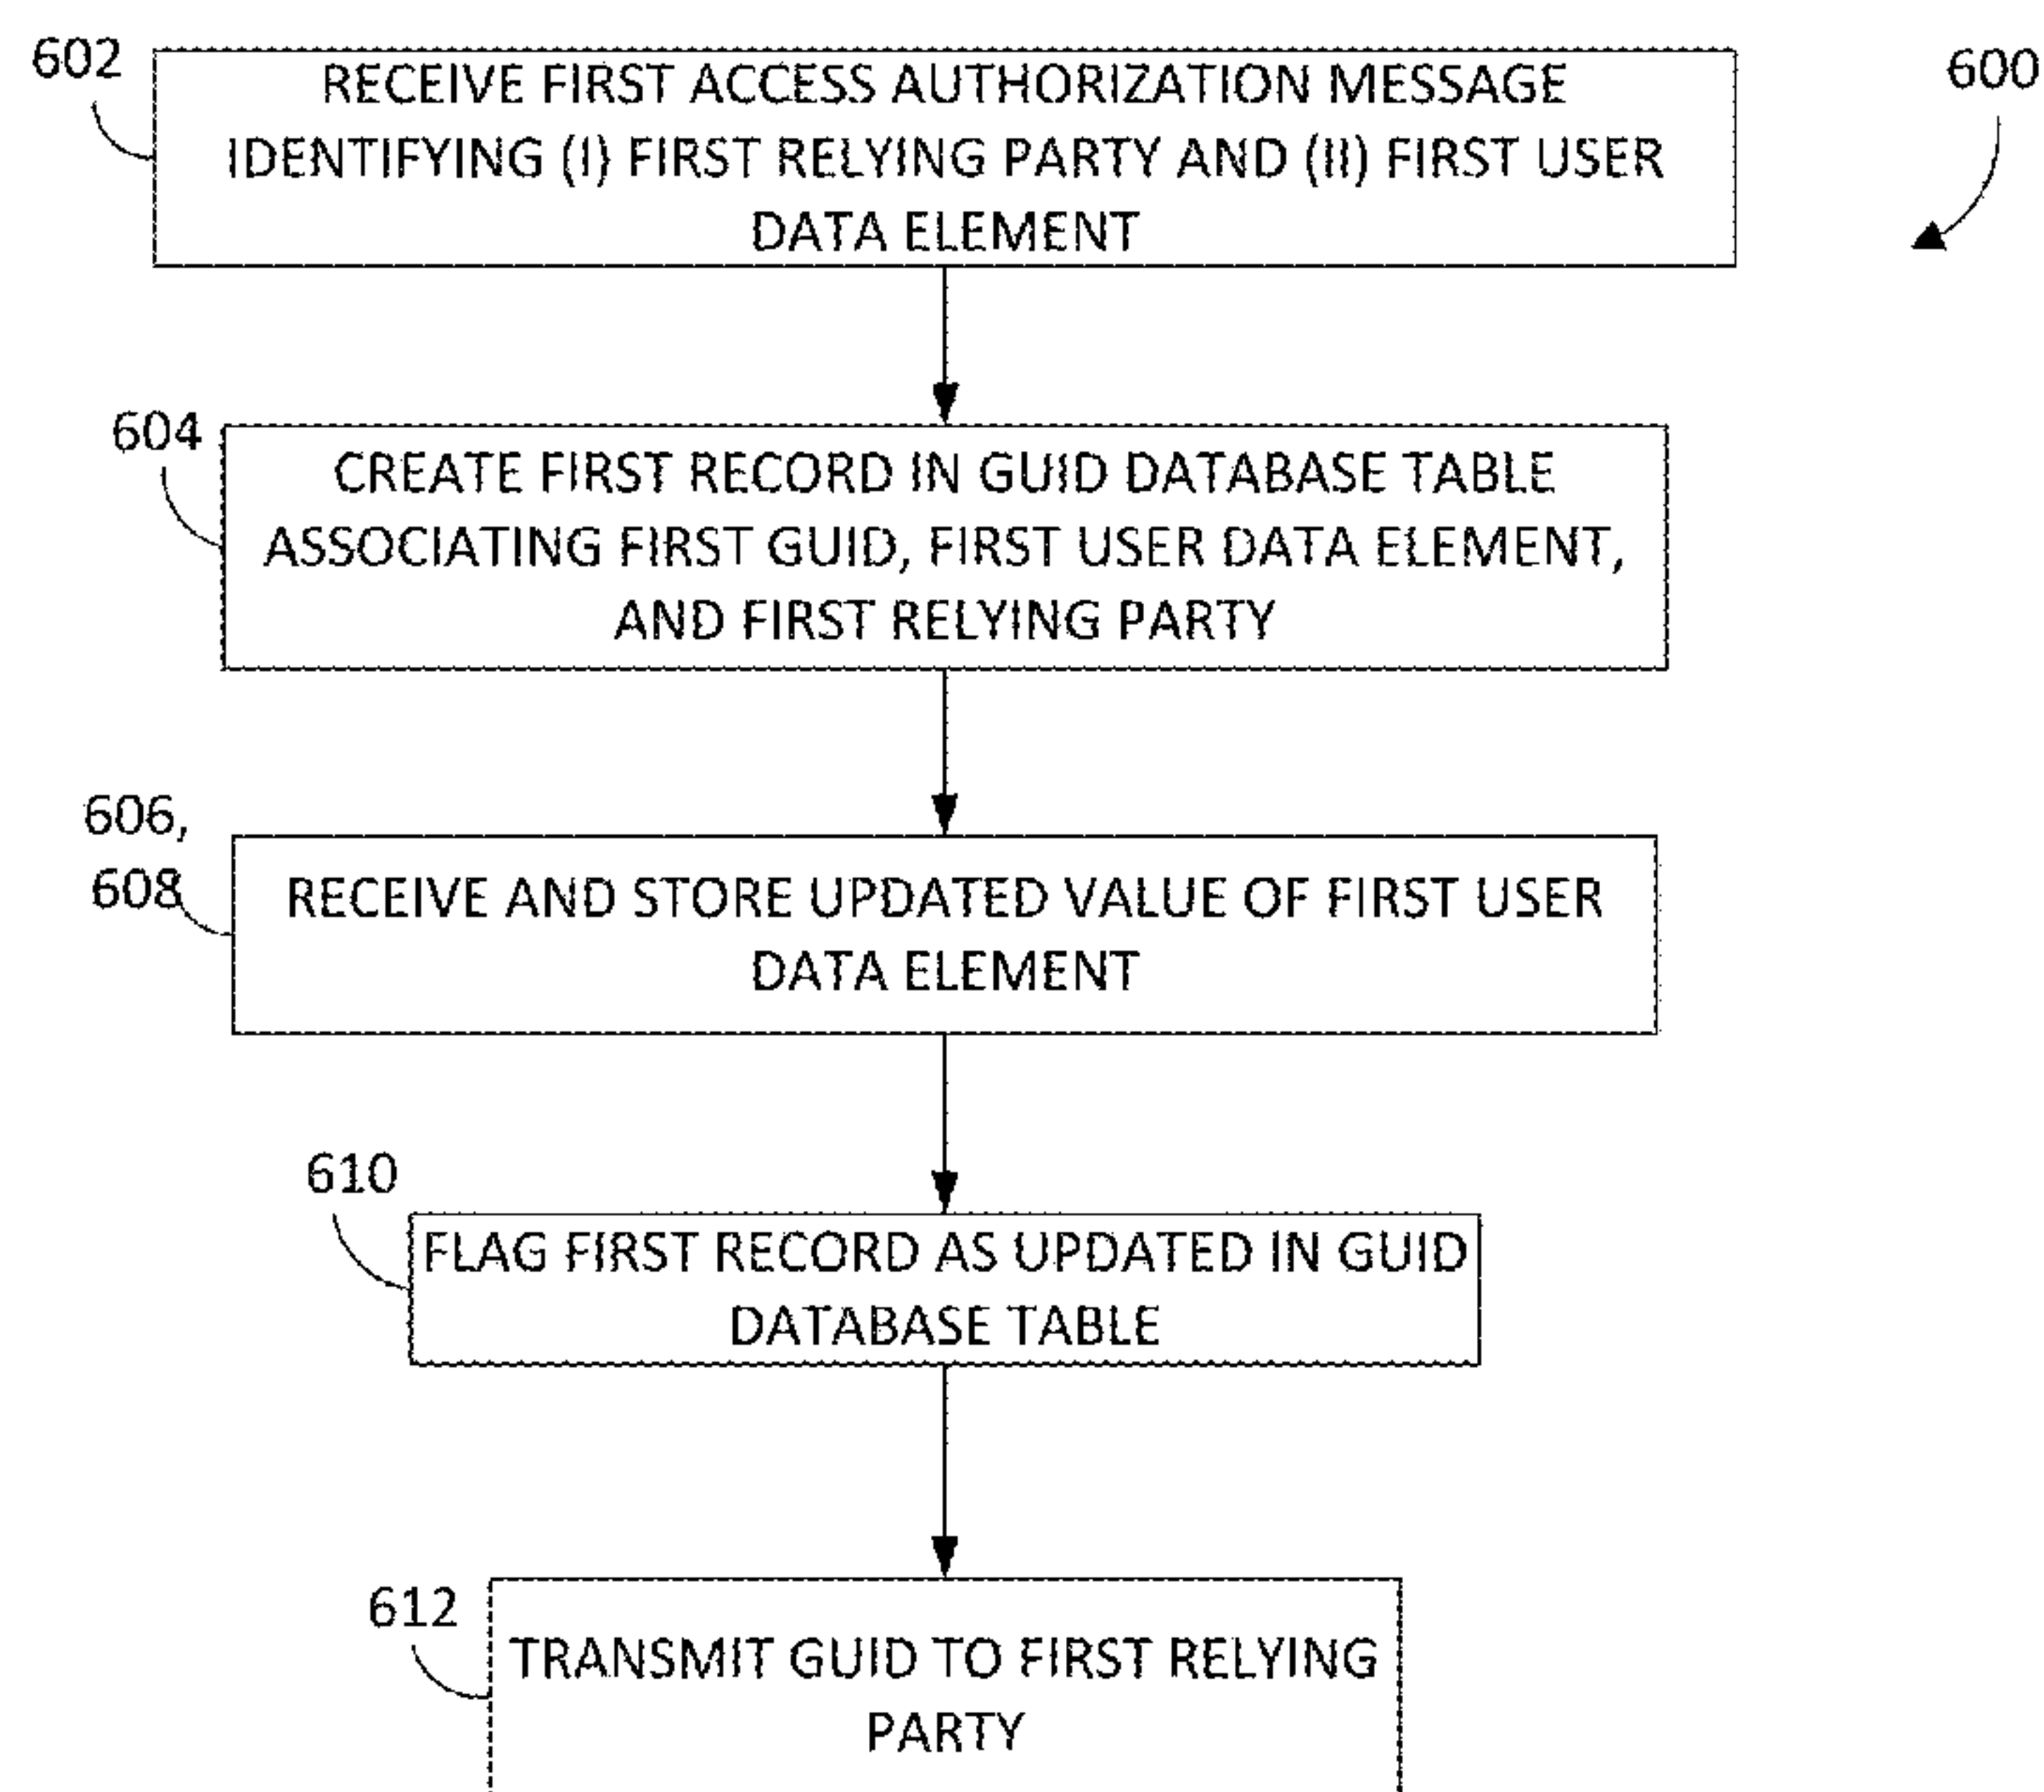 602
600
RECEIVE FIRST ACCESS AUTHORIZATION MESSAGE
IDENTIFYING (I) FIRST RELYING PARTY AND (II) FIRST USER
DATA ELEMENT
604
CREATE FIRST RECORD IN GUID DATABASE TABLE
ASSOCIATING FIRST GUID, FIRST USER DATA ELEMENT,
AND FIRST RELYING PARTY
606,
608
RECEIVE AND STORE UPDATED VALUE OF FIRST USER
DATA ELEMENT
610
FLAG FIRST RECORD AS UPDATED IN GUID
DATABASE TABLE
612
TRANSMIT GUID TO FIRST RELYING
PARTY